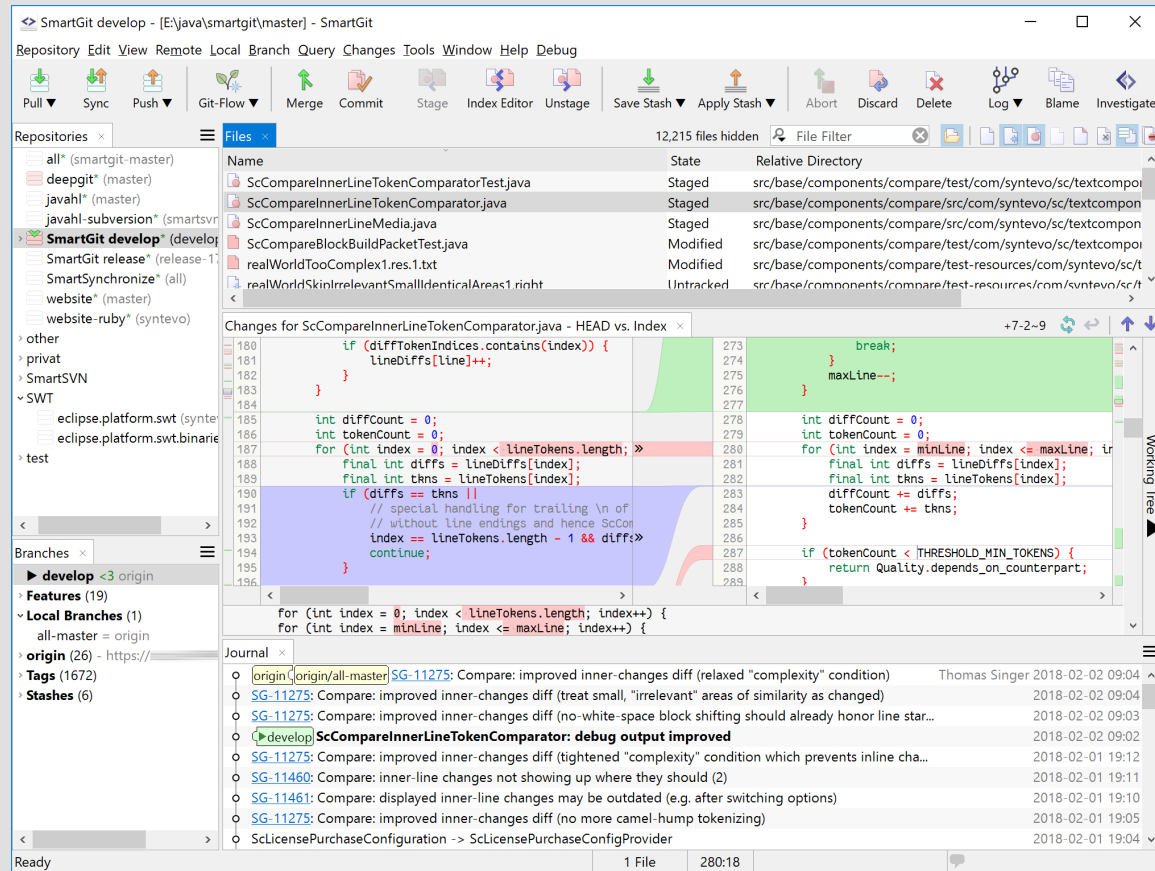 SmartGit develop - [E:\java\smartgit\master] - SmartGit
Repository Edit View Remote Local Branch Query Changes Tools Window Help Debug
Pull ▼ Sync Push ▼ Git-Flow ▼ Merge Commit Stage Index Editor Unstage Save Stash ▼ Apply Stash ▼ Abort Discard Delete Log ▼ Blame Investigate
Repositories
all* (smartgit-master)
deepgit* (master)
javahl* (master)
javahl-subversion* (smartsvr
SmartGit develop* (develop
SmartGit release* (release-17
SmartSynchronize* (all)
website* (master)
website-ruby* (syntevo)
other
privat
SmartSVN
SWT
eclipse.platform.swt (synte
eclipse.platform.swt.binarie
test
Branches
develop <3 origin
Features (19)
Local Branches (1)
all-master = origin
origin (26) - https://
Tags (1672)
Stashes (6)
Files
12,215 files hidden File Filter
Name State Relative Directory
ScCompareInnerLineTokenComparatorTest.java Staged src/base/components/compare/test/com/syntevo/sc/textcompor
ScCompareInnerLineTokenComparator.java Staged src/base/components/compare/src/com/syntevo/sc/textcompon
ScCompareInnerLineMedia.java Staged src/base/components/compare/test/com/syntevo/sc/textcompor
ScCompareBlockBuildPacketTest.java Modified src/base/components/compare/test/com/syntevo/sc/textcompor
realWorldTooComplex1.res.1.txt Modified src/base/components/compare/test-resources/com/syntevo/sc/t
realWorldSkipIrrelevantSmallIdenticalAreas1.right Untracked src/base/components/compare/test-resources/com/syntevo/sc/t
Changes for ScCompareInnerLineTokenComparator.java - HEAD vs. Index +7-2~9
180 if (diffTokenIndices.contains(index)) {
181 lineDiffs[line]++;
182 }
183 }
184
185 int diffCount = 0;
186 int tokenCount = 0;
187 for (int index = 0; index < lineTokens.length; »
188 final int diffs = lineDiffs[index];
189 final int tkns = lineTokens[index];
190 if (diffs == tkns ||
191 // special handling for trailing \n of
192 // without line endings and hence ScCom
193 index == lineTokens.length - 1 && diffs»
194 continue;
195 }
196
273 break;
274 }
275 maxLine--;
276 }
277
278 int diffCount = 0;
279 int tokenCount = 0;
280 for (int index = minLine; index <= maxLine; ir
281 final int diffs = lineDiffs[index];
282 final int tkns = lineTokens[index];
283 diffCount += diffs;
284 tokenCount += tkns;
285 }
286
287 if (tokenCount < THRESHOLD_MIN_TOKENS) {
288 return Quality.depends_on_counterpart;
289 }
for (int index = 0; index < lineTokens.length; index++) {
for (int index = minLine; index <= maxLine; index++) {
Working Tree
Journal
origin origin/all-master SG-11275: Compare: improved inner-changes diff (relaxed "complexity" condition) Thomas Singer 2018-02-02 09:04
SG-11275: Compare: improved inner-changes diff (treat small, "irrelevant" areas of similarity as changed) 2018-02-02 09:04
SG-11275: Compare: improved inner-changes diff (no-white-space block shifting should already honor line star... 2018-02-02 09:03
develop ScCompareInnerLineTokenComparator: debug output improved 2018-02-02 09:02
SG-11275: Compare: improved inner-changes diff (tightened "complexity" condition which prevents inline cha... 2018-02-01 19:12
SG-11460: Compare: inner-line changes not showing up where they should (2) 2018-02-01 19:11
SG-11461: Compare: displayed inner-line changes may be outdated (e.g. after switching options) 2018-02-01 19:10
SG-11275: Compare: improved inner-changes diff (no more camel-hump tokenizing) 2018-02-01 19:05
ScLicensePurchaseConfiguration -> ScLicensePurchaseConfigProvider 2018-02-01 19:04
Ready 1 File 280:18